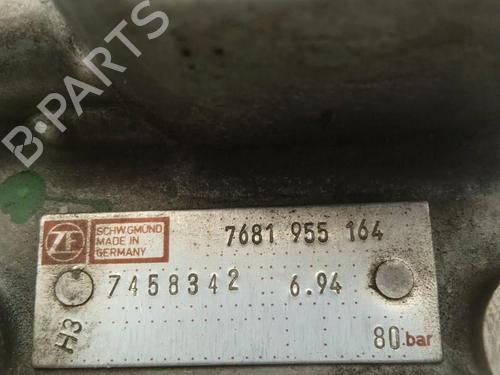 B-PARTS
ZF
SCHW.GMÜND
MADE IN
GERMANY
7681 955 164
7458342 6.94
H3
80 bar